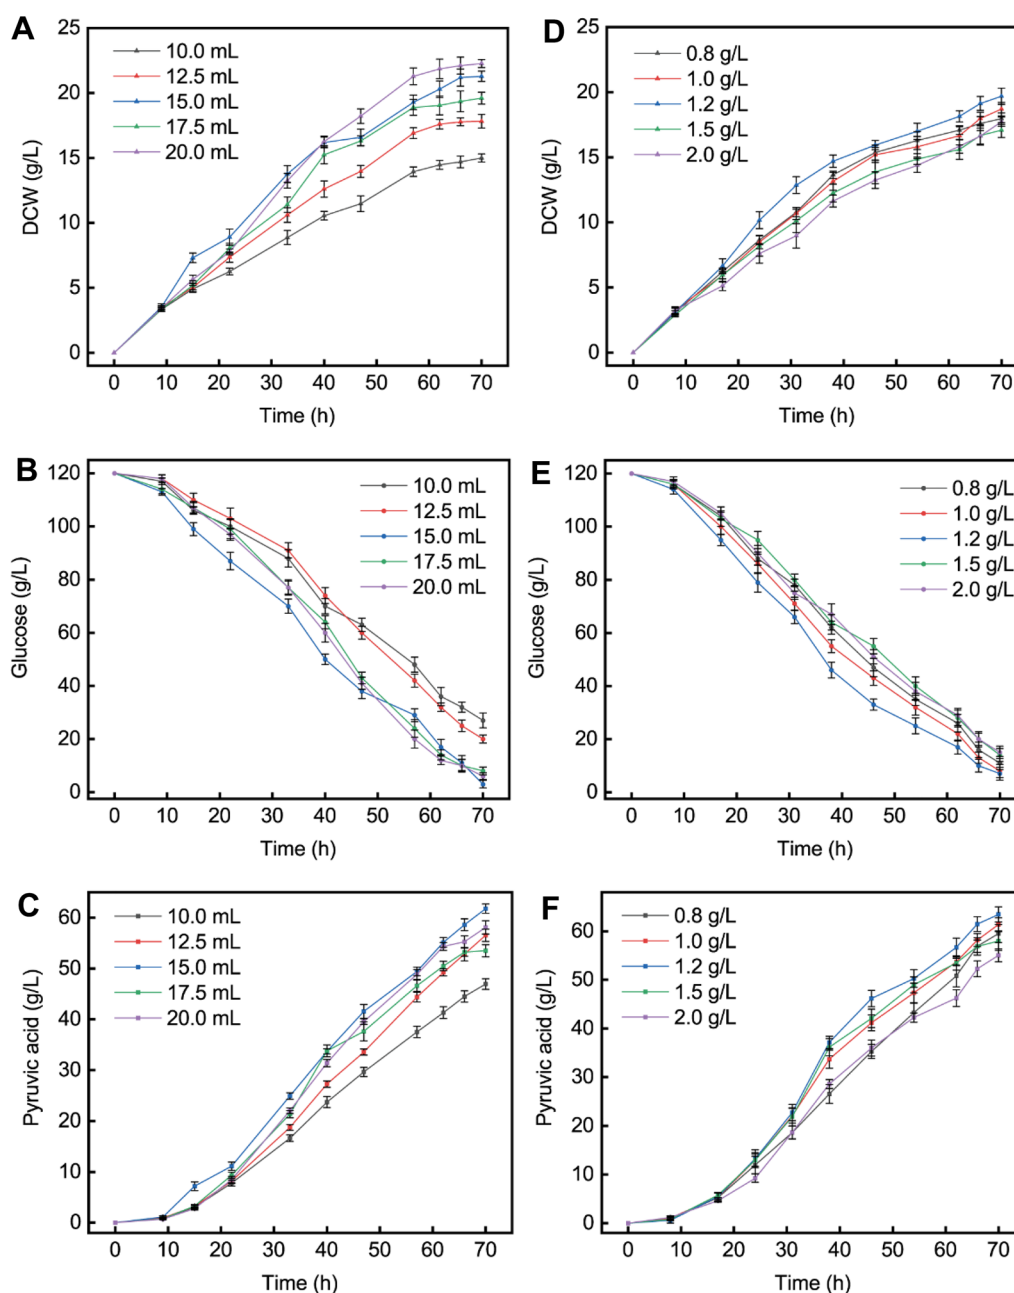 A
25
20
15
10
5
0
DCW (g/L)
10.0 mL
12.5 mL
15.0 mL
17.5 mL
20.0 mL
0 10 20 30 40 50 60 70
Time (h)
D
25
20
15
10
5
0
DCW (g/L)
0.8 g/L
1.0 g/L
1.2 g/L
1.5 g/L
2.0 g/L
0 10 20 30 40 50 60 70
Time (h)
B
120
100
80
60
40
20
0
Glucose (g/L)
10.0 mL
12.5 mL
15.0 mL
17.5 mL
20.0 mL
0 10 20 30 40 50 60 70
Time (h)
E
120
100
80
60
40
20
0
Glucose (g/L)
0.8 g/L
1.0 g/L
1.2 g/L
1.5 g/L
2.0 g/L
0 10 20 30 40 50 60 70
Time (h)
C
60
50
40
30
20
10
0
Pyruvic acid (g/L)
10.0 mL
12.5 mL
15.0 mL
17.5 mL
20.0 mL
0 10 20 30 40 50 60 70
Time (h)
F
60
50
40
30
20
10
0
Pyruvic acid (g/L)
0.8 g/L
1.0 g/L
1.2 g/L
1.5 g/L
2.0 g/L
0 10 20 30 40 50 60 70
Time (h)